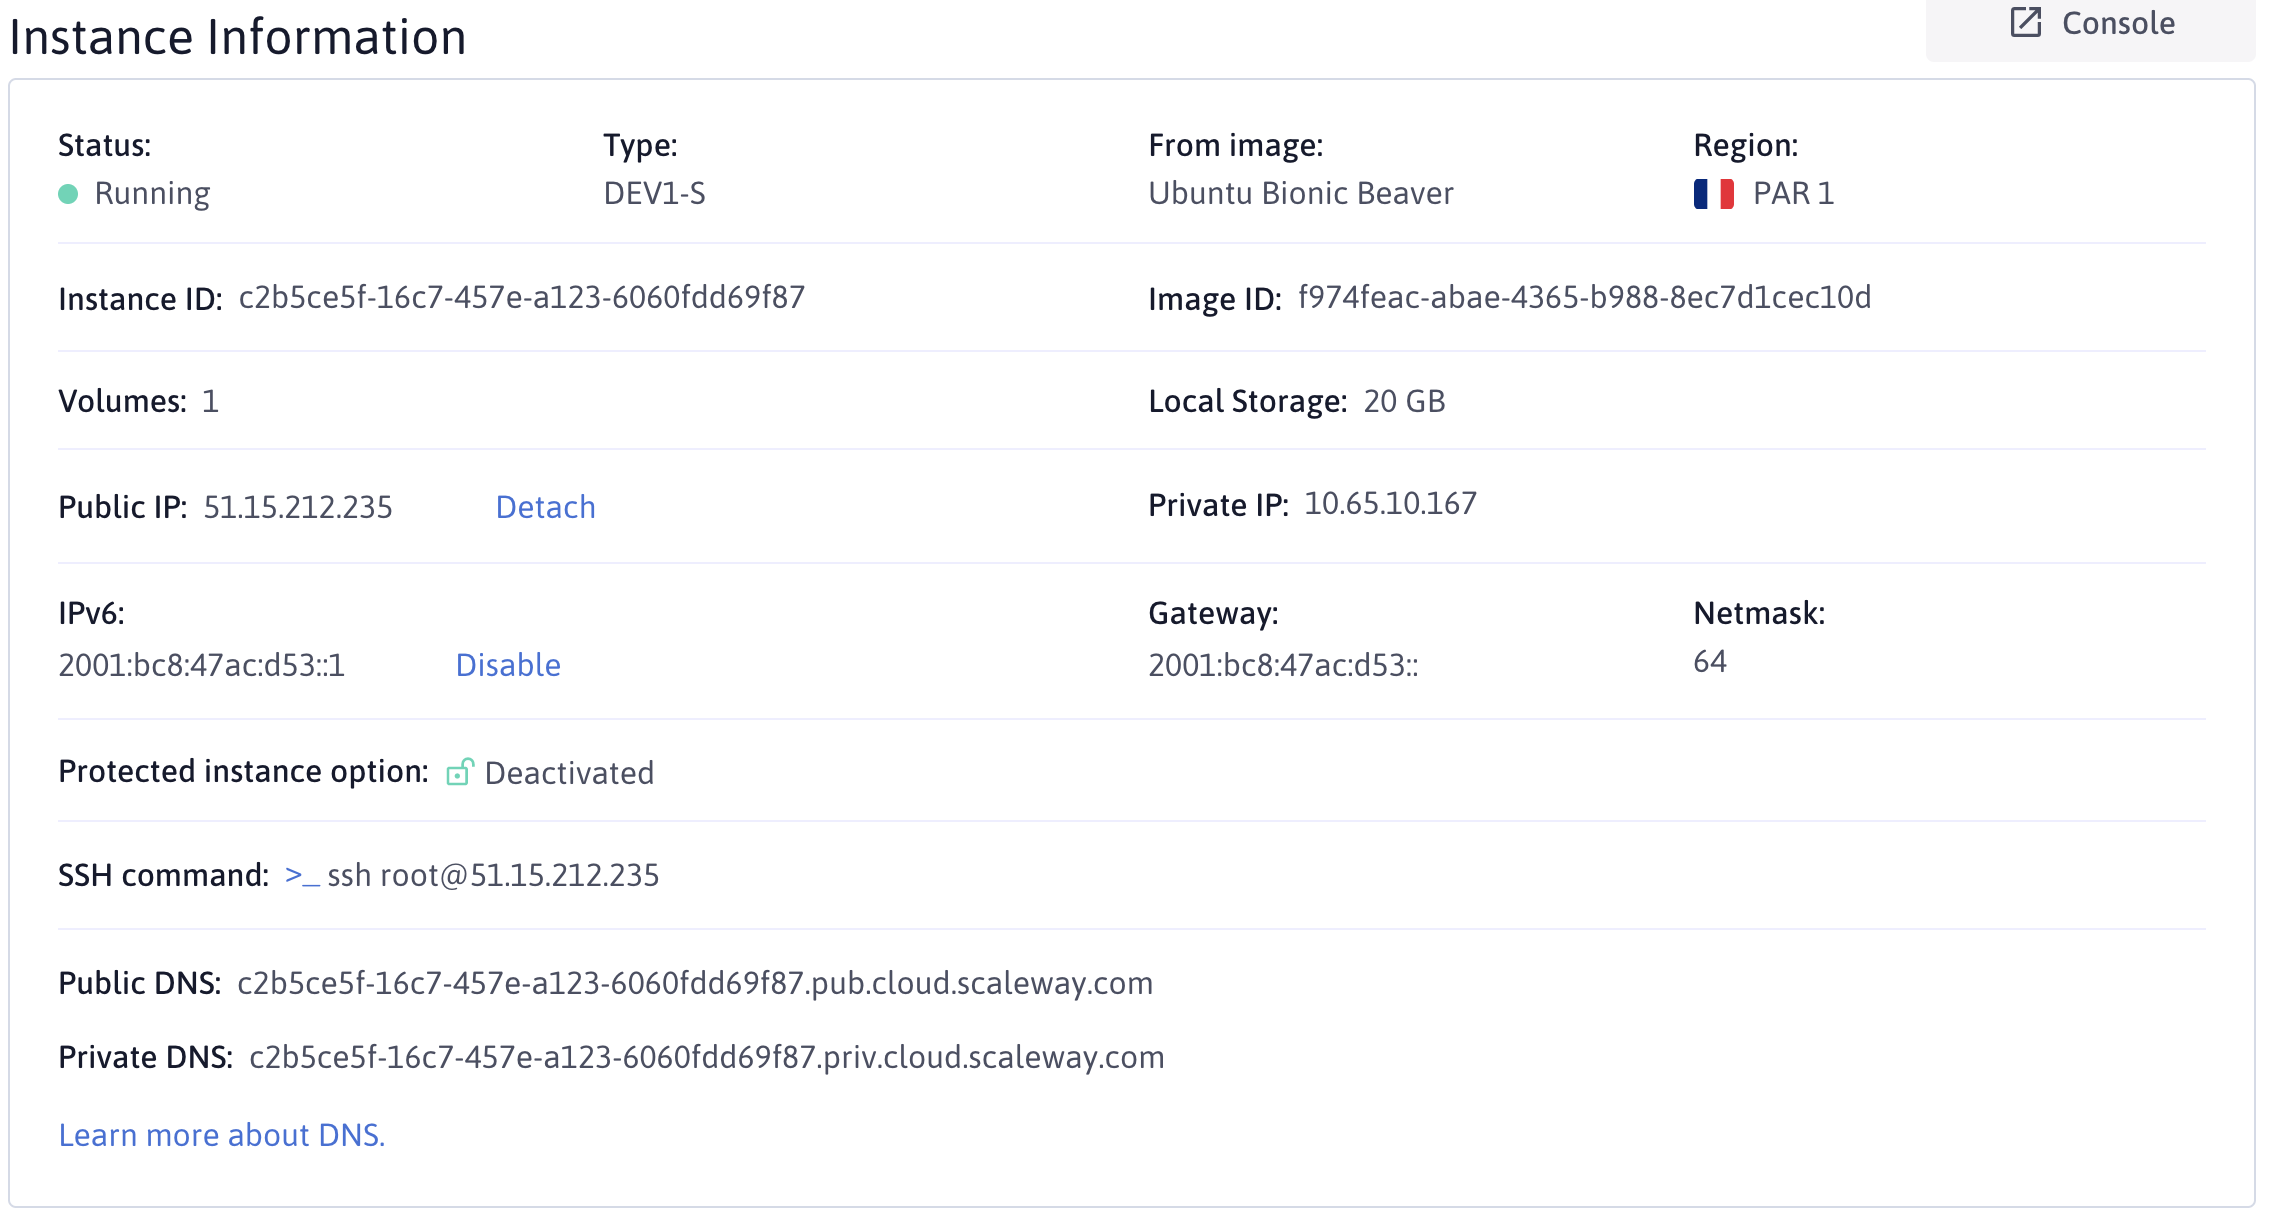 Instance Information
Console
Status:
Running
Type:
DEV1-S
From image:
Ubuntu Bionic Beaver
Region:
PAR 1
Instance ID: c2b5ce5f-16c7-457e-a123-6060fdd69f87
Image ID: f974feac-abae-4365-b988-8ec7d1cec10d
Volumes: 1
Local Storage: 20 GB
Public IP: 51.15.212.235 Detach
Private IP: 10.65.10.167
IPv6:
2001:bc8:47ac:d53::1 Disable
Gateway:
2001:bc8:47ac:d53::
Netmask:
64
Protected instance option: Deactivated
SSH command: >_ ssh root@51.15.212.235
Public DNS: c2b5ce5f-16c7-457e-a123-6060fdd69f87.pub.cloud.scaleway.com
Private DNS: c2b5ce5f-16c7-457e-a123-6060fdd69f87.priv.cloud.scaleway.com
Learn more about DNS.